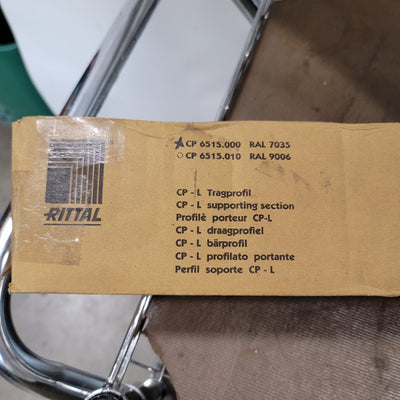 CP 6515.000 RAL 7035
CP 6515.010 RAL 9006
RITTAL
CP - L Tragprofil
CP - L supporting section
Profilè porteur CP-L
CP - L draagprofiel
CP - L bärprofil
CP - L profilato portante
Perfil soporte CP - L